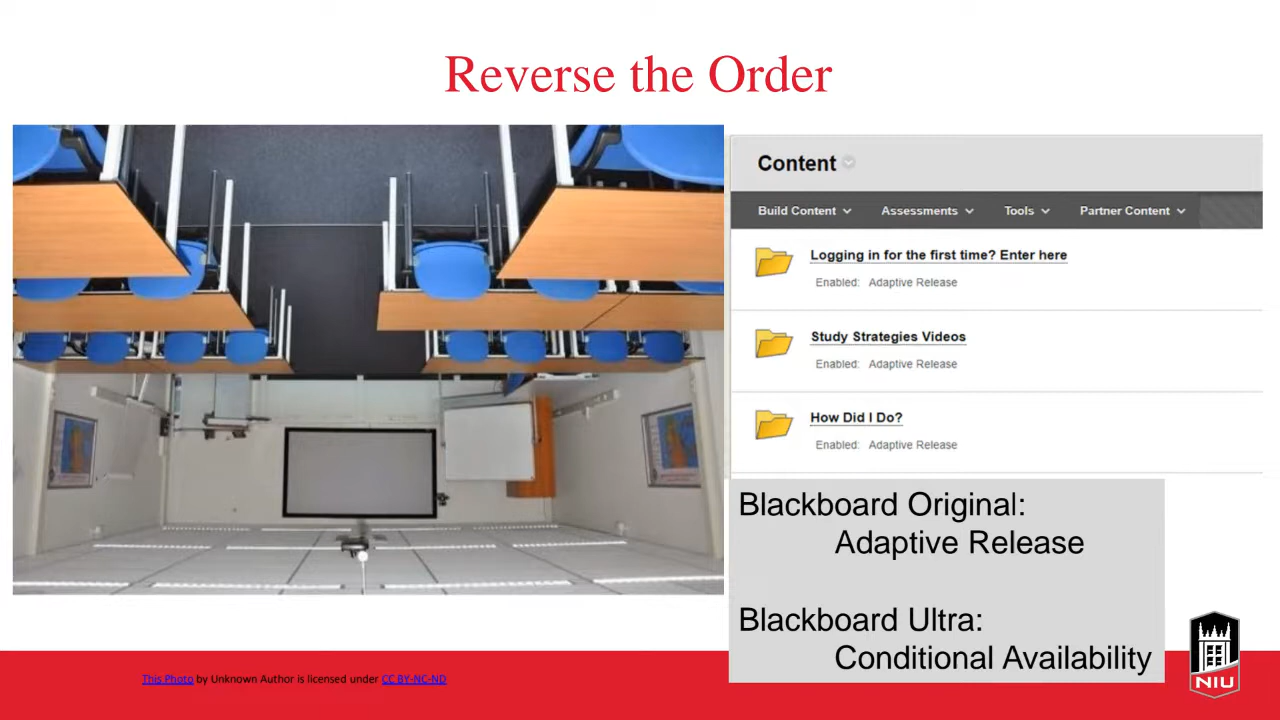 Reverse the Order
Content
Build Content Assessments Tools Partner Content
Logging in for the first time? Enter here
Enabled: Adaptive Release
Study Strategies Videos
Enabled: Adaptive Release
How Did I Do?
Enabled: Adaptive Release
Blackboard Original:
Adaptive Release
Blackboard Ultra:
Conditional Availability
This Photo by Unknown Author is licensed under CC BY-NC-ND
NIU